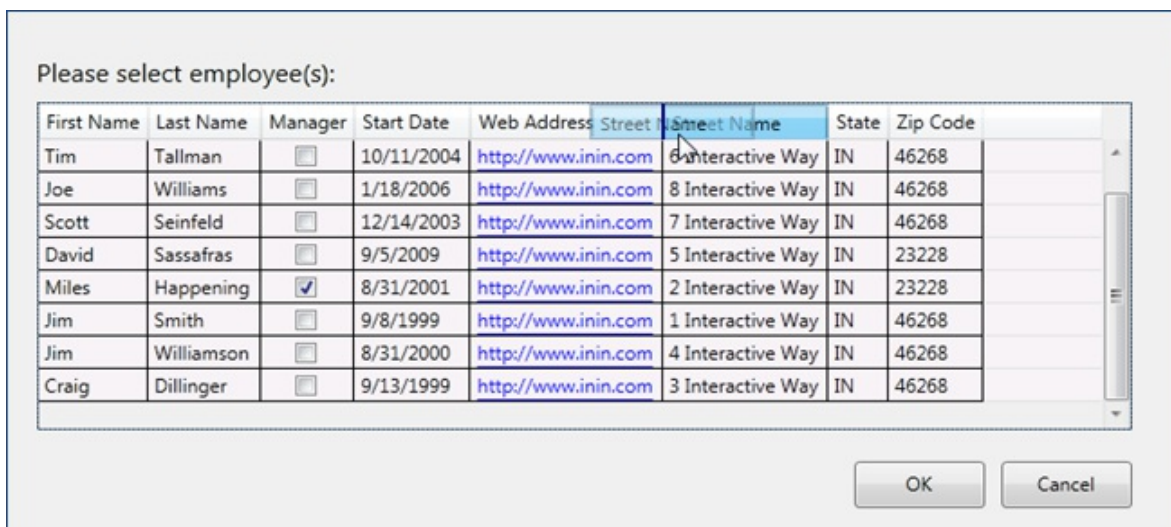 Please select employee(s):
First Name Last Name Manager Start Date Web Address Street Name Street Name State Zip Code
Tim Tallman 10/11/2004 http://www.inin.com 6 Interactive Way IN 46268
Joe Williams 1/18/2006 http://www.inin.com 8 Interactive Way IN 46268
Scott Seinfeld 12/14/2003 http://www.inin.com 7 Interactive Way IN 46268
David Sassafras 9/5/2009 http://www.inin.com 5 Interactive Way IN 23228
Miles Happening 8/31/2001 http://www.inin.com 2 Interactive Way IN 23228
Jim Smith 9/8/1999 http://www.inin.com 1 Interactive Way IN 46268
Jim Williamson 8/31/2000 http://www.inin.com 4 Interactive Way IN 46268
Craig Dillinger 9/13/1999 http://www.inin.com 3 Interactive Way IN 46268
OK Cancel